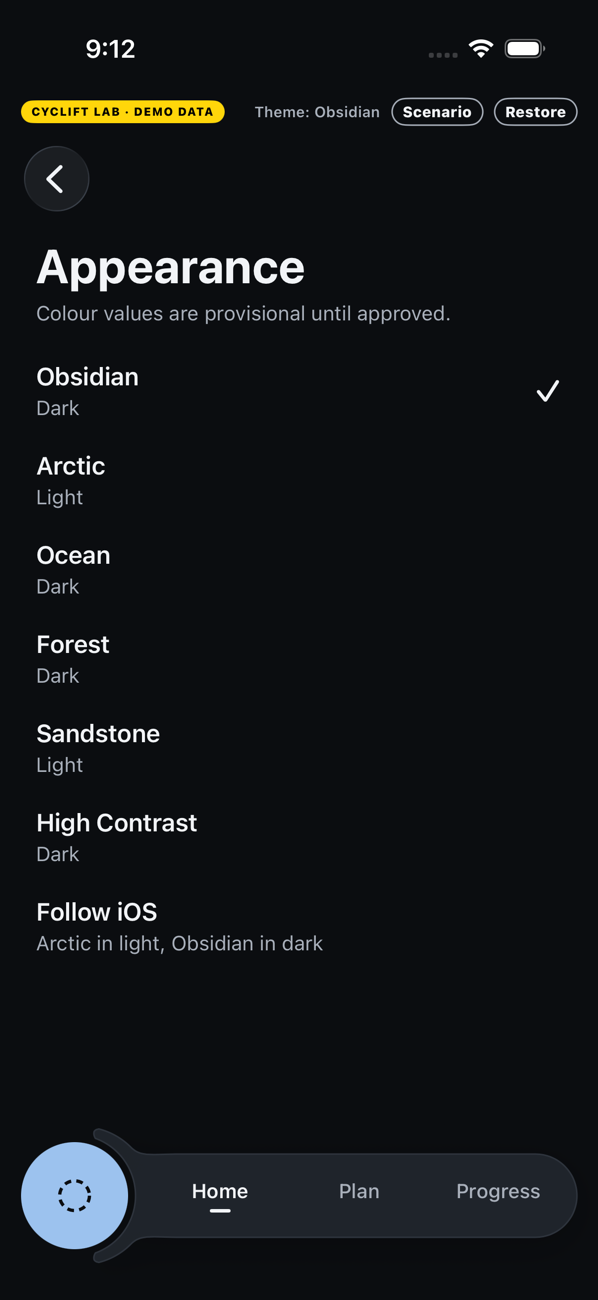 9:12
CYCLIFT LAB · DEMO DATA
Theme: Obsidian
Scenario
Restore
Appearance
Colour values are provisional until approved.
Obsidian
Dark
Arctic
Light
Ocean
Dark
Forest
Dark
Sandstone
Light
High Contrast
Dark
Follow iOS
Arctic in light, Obsidian in dark
Home
Plan
Progress